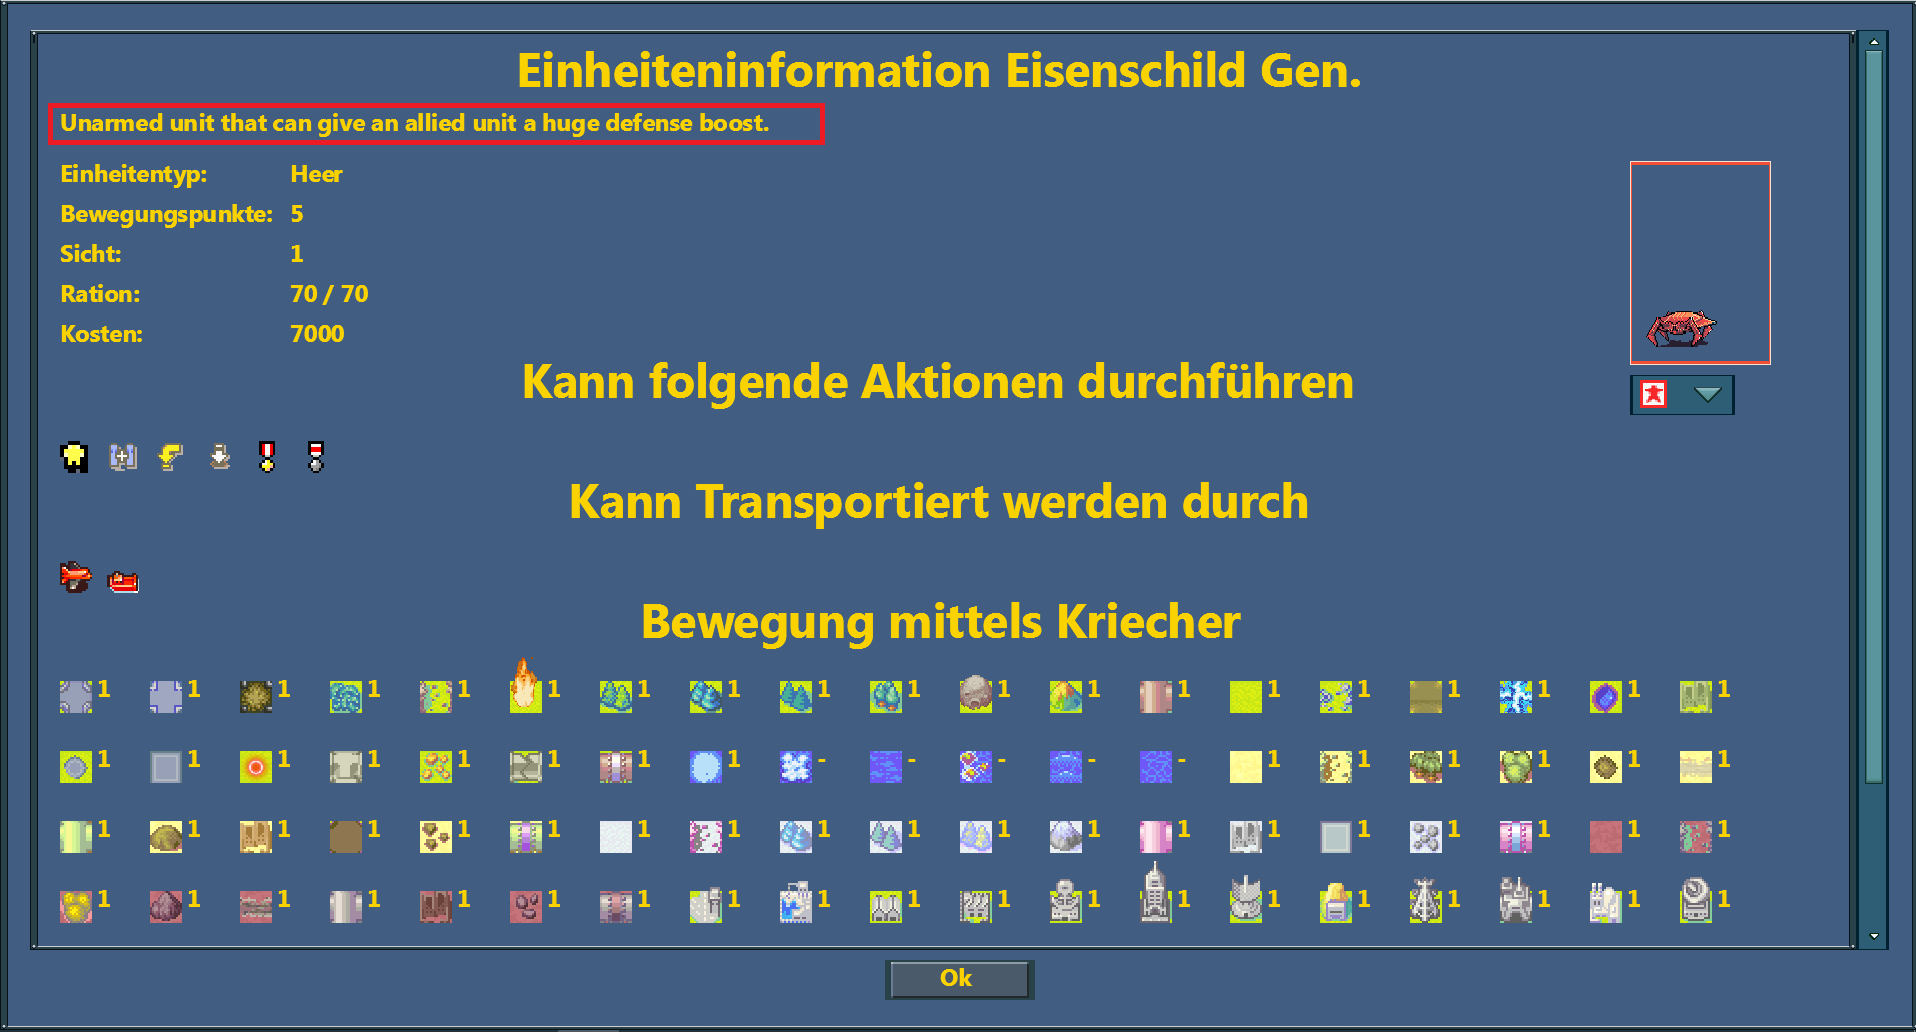 Einheiteninformation Eisenschild Gen.
Unarmed unit that can give an allied unit a huge defense boost.
Einheitentyp: Heer
Bewegungspunkte: 5
Sicht: 1
Ration: 70 / 70
Kosten: 7000
Kann folgende Aktionen durchführen
Kann Transportiert werden durch
Bewegung mittels Kriecher
1 1 1 1 1 1 1 1 1 1 1 1 1 1 1 1 1 1 1
1 1 1 1 1 1 1 1 - - - - - 1 1 1 1 1 1
1 1 1 1 1 1 1 1 1 1 1 1 1 1 1 1 1 1 1
1 1 1 1 1 1 1 1 1 1 1 1 1 1 1 1 1 1 1
Ok